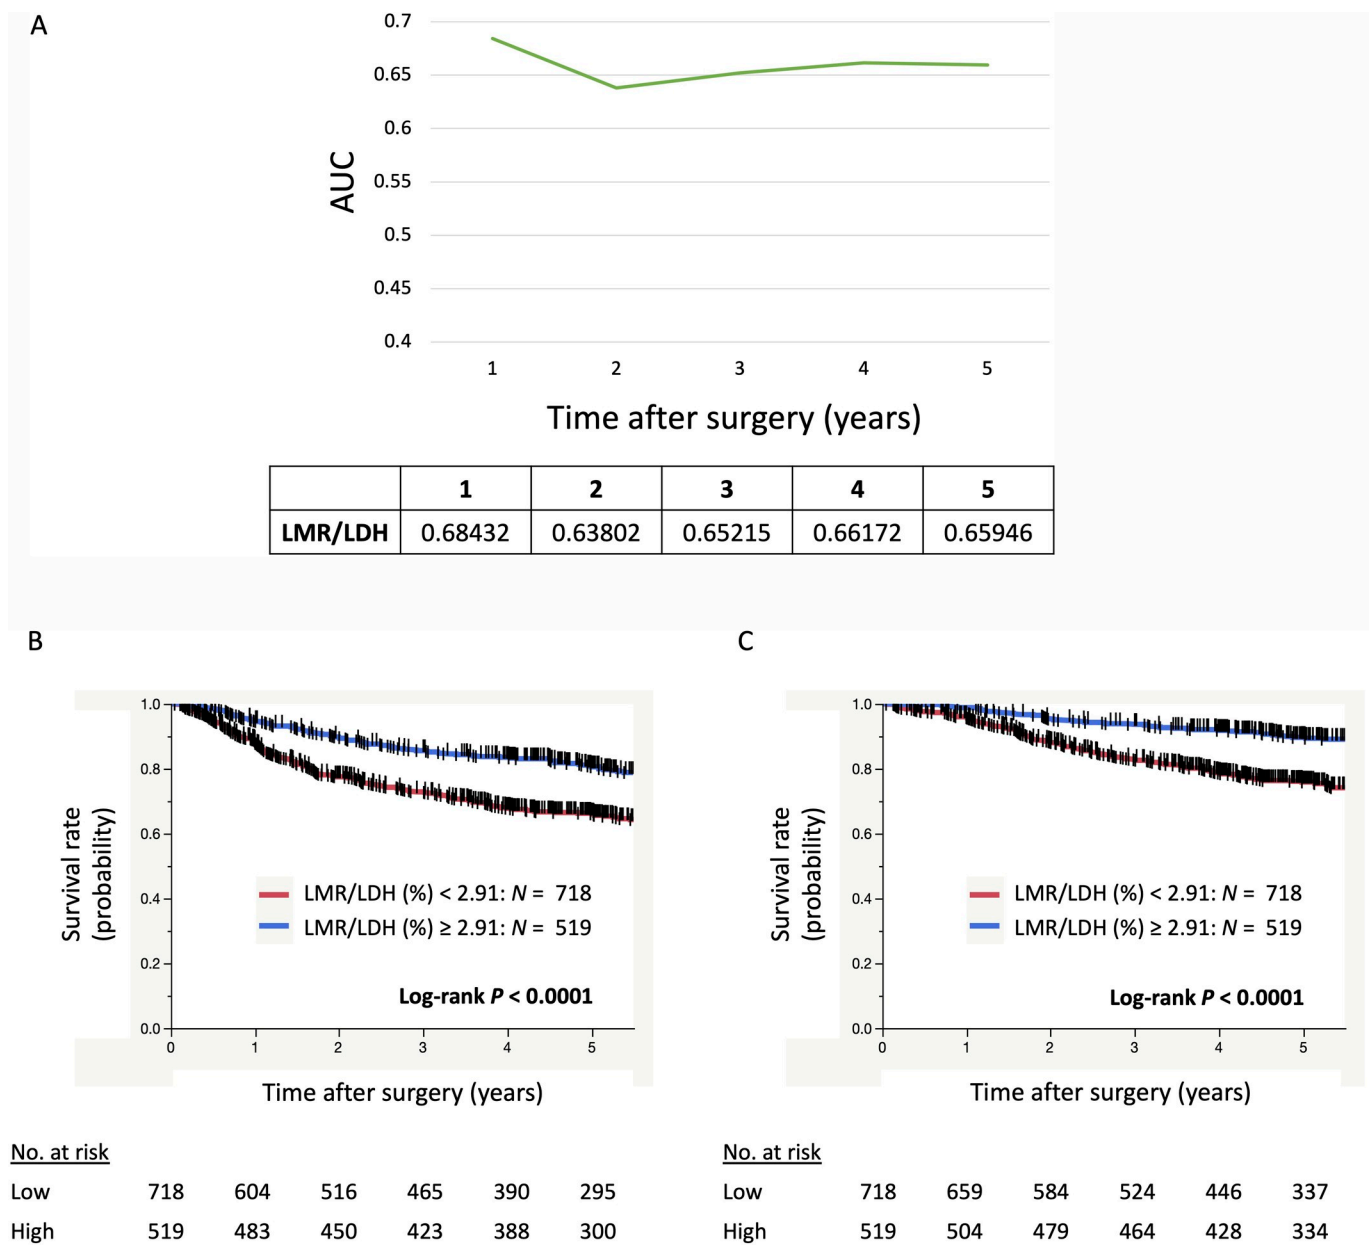 A
0.7
0.65
0.6
0.55
0.5
0.45
0.4
AUC
1 2 3 4 5
Time after surgery (years)
1 2 3 4 5
LMR/LDH 0.68432 0.63802 0.65215 0.66172 0.65946
B
1.0
0.8
0.6
0.4
0.2
0.0
Survival rate
(probability)
LMR/LDH (%) < 2.91: N = 718
LMR/LDH (%) ≥ 2.91: N = 519
Log-rank P < 0.0001
0 1 2 3 4 5
Time after surgery (years)
No. at risk
Low 718 604 516 465 390 295
High 519 483 450 423 388 300
C
1.0
0.8
0.6
0.4
0.2
0.0
Survival rate
(probability)
LMR/LDH (%) < 2.91: N = 718
LMR/LDH (%) ≥ 2.91: N = 519
Log-rank P < 0.0001
0 1 2 3 4 5
Time after surgery (years)
No. at risk
Low 718 659 584 524 446 337
High 519 504 479 464 428 334